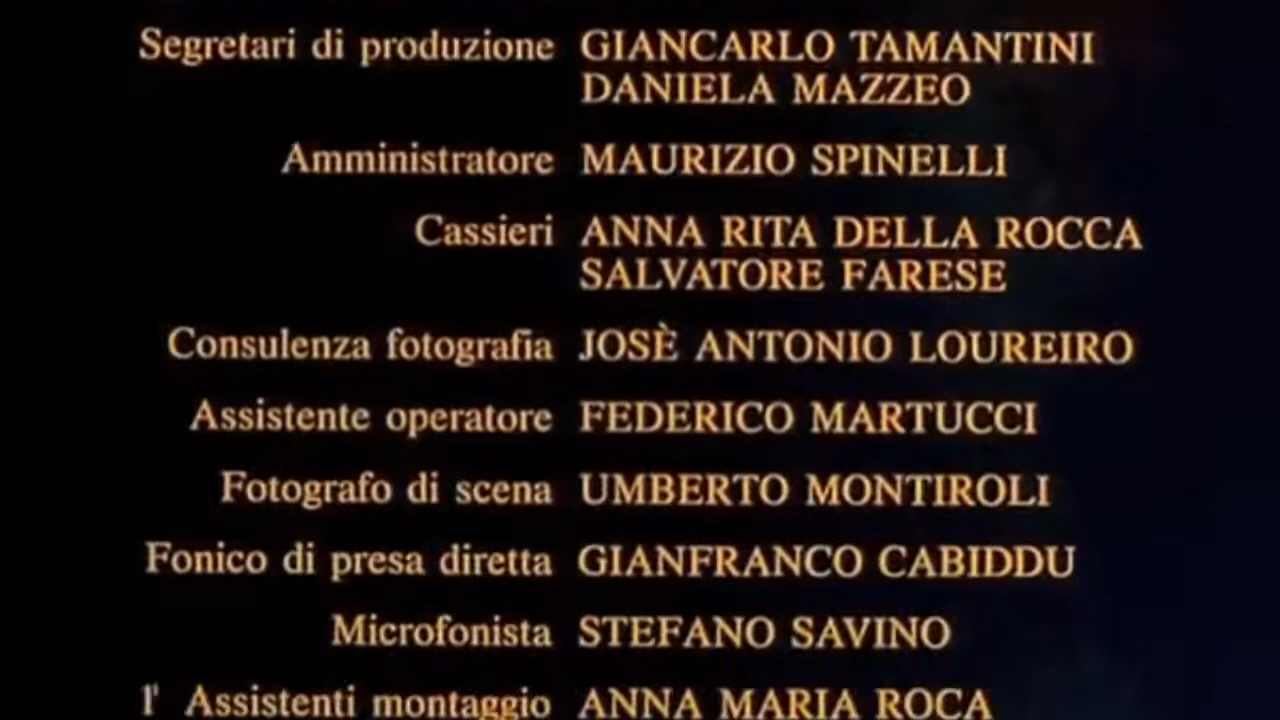 Segretari di produzione GIANCARLO TAMANTINI
DANIELA MAZZEO
Amministratore MAURIZIO SPINELLI
Cassieri ANNA RITA DELLA ROCCA
SALVATORE FARESE
Consulenza fotografia JOSÈ ANTONIO LOUREIRO
Assistente operatore FEDERICO MARTUCCI
Fotografo di scena UMBERTO MONTIROLI
Fonico di presa diretta GIANFRANCO CABIDDU
Microfonista STEFANO SAVINO
1' Assistenti montaggio ANNA MARIA ROCA